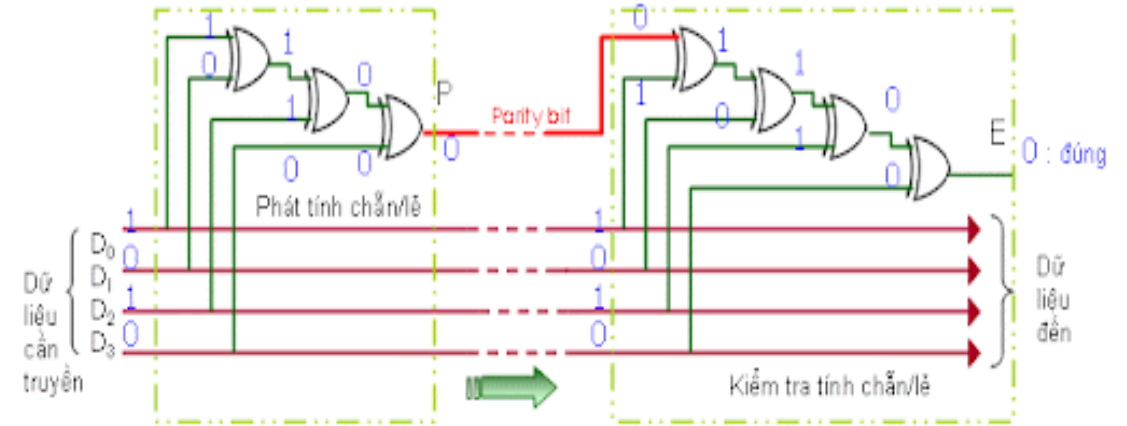 1
0
1
1
0
1
0
0
P
0
Parity bit
0
1
1
0
1
1
0
0
E
0 : đúng
Phát tính chẵn/lẻ
Dữ
liệu
cần
truyền
1
D0
0
D1
1
D2
0
D3
1
0
1
0
Dữ
liệu
đến
Kiểm tra tính chẵn/lẻ